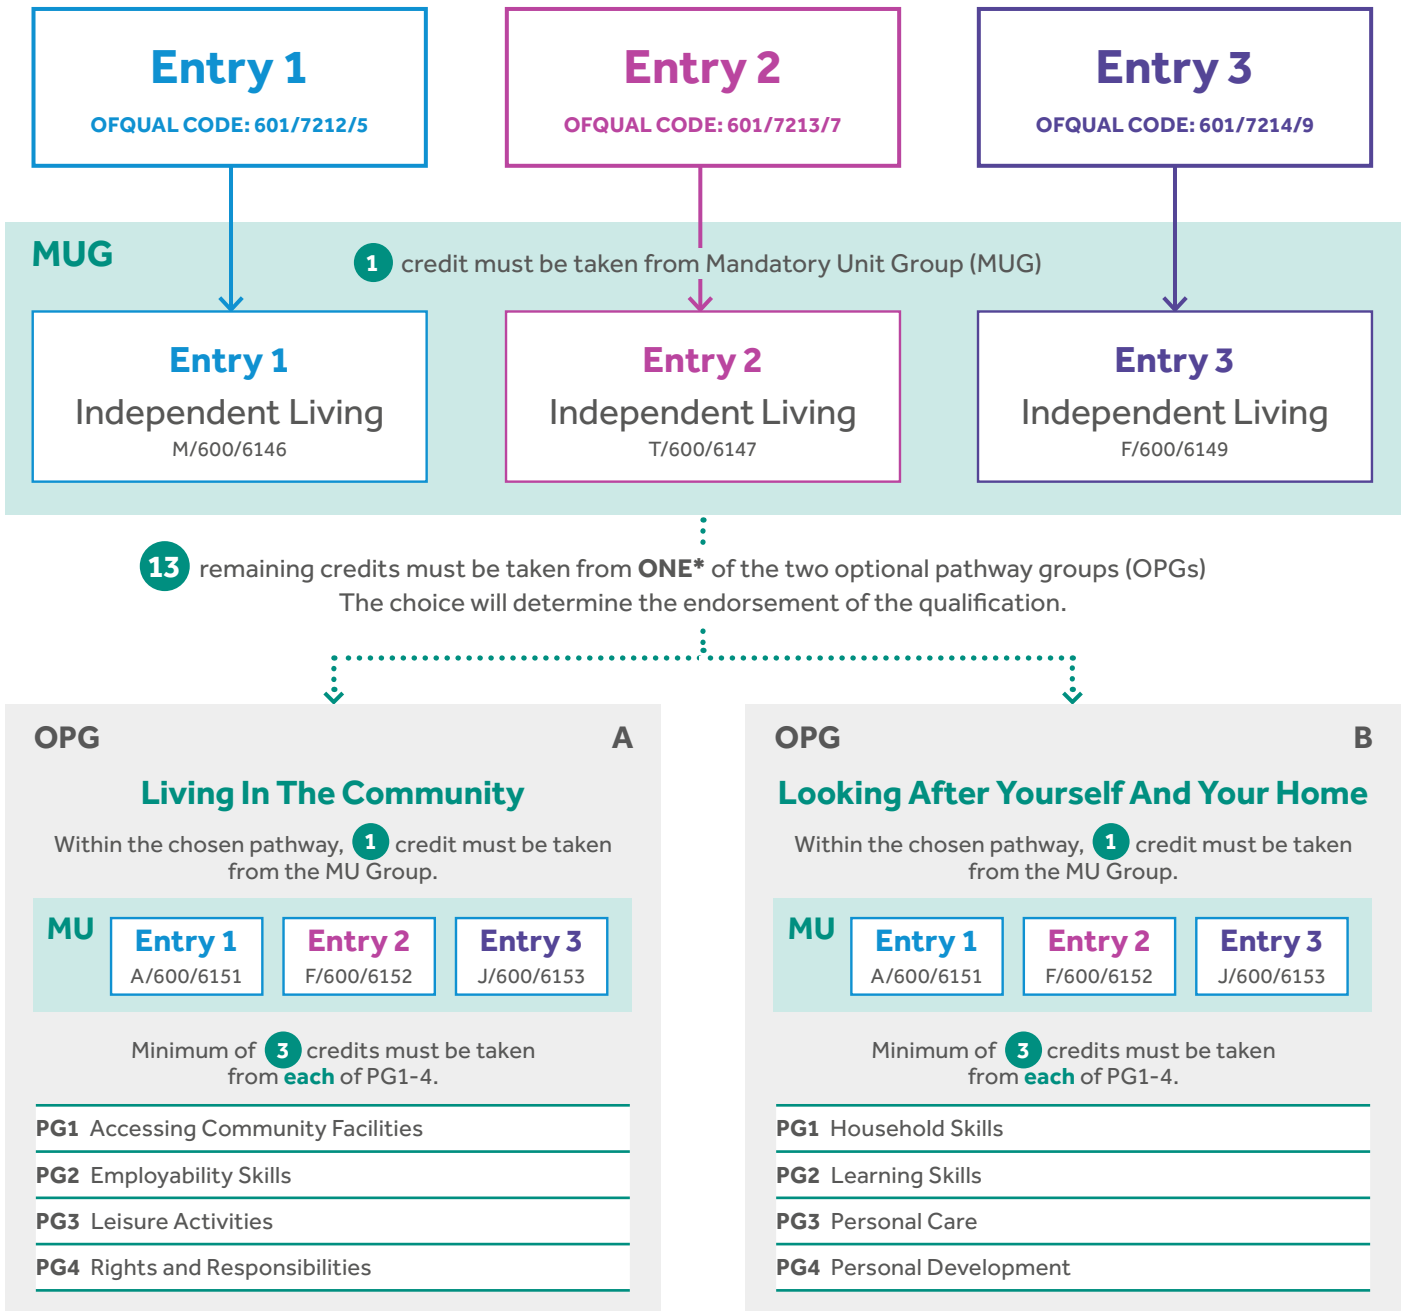 Entry 1
OFQUAL CODE: 601/7212/5
Entry 2
OFQUAL CODE: 601/7213/7
Entry 3
OFQUAL CODE: 601/7214/9
MUG
1 credit must be taken from Mandatory Unit Group (MUG)
Entry 1
Independent Living
M/600/6146
Entry 2
Independent Living
T/600/6147
Entry 3
Independent Living
F/600/6149
13 remaining credits must be taken from ONE* of the two optional pathway groups (OPGs)
The choice will determine the endorsement of the qualification.
OPG A
Living In The Community
Within the chosen pathway, 1 credit must be taken
from the MU Group.
MU
Entry 1
A/600/6151
Entry 2
F/600/6152
Entry 3
J/600/6153
Minimum of 3 credits must be taken
from each of PG1-4.
PG1 Accessing Community Facilities
PG2 Employability Skills
PG3 Leisure Activities
PG4 Rights and Responsibilities
OPG B
Looking After Yourself And Your Home
Within the chosen pathway, 1 credit must be taken
from the MU Group.
MU
Entry 1
A/600/6151
Entry 2
F/600/6152
Entry 3
J/600/6153
Minimum of 3 credits must be taken
from each of PG1-4.
PG1 Household Skills
PG2 Learning Skills
PG3 Personal Care
PG4 Personal Development